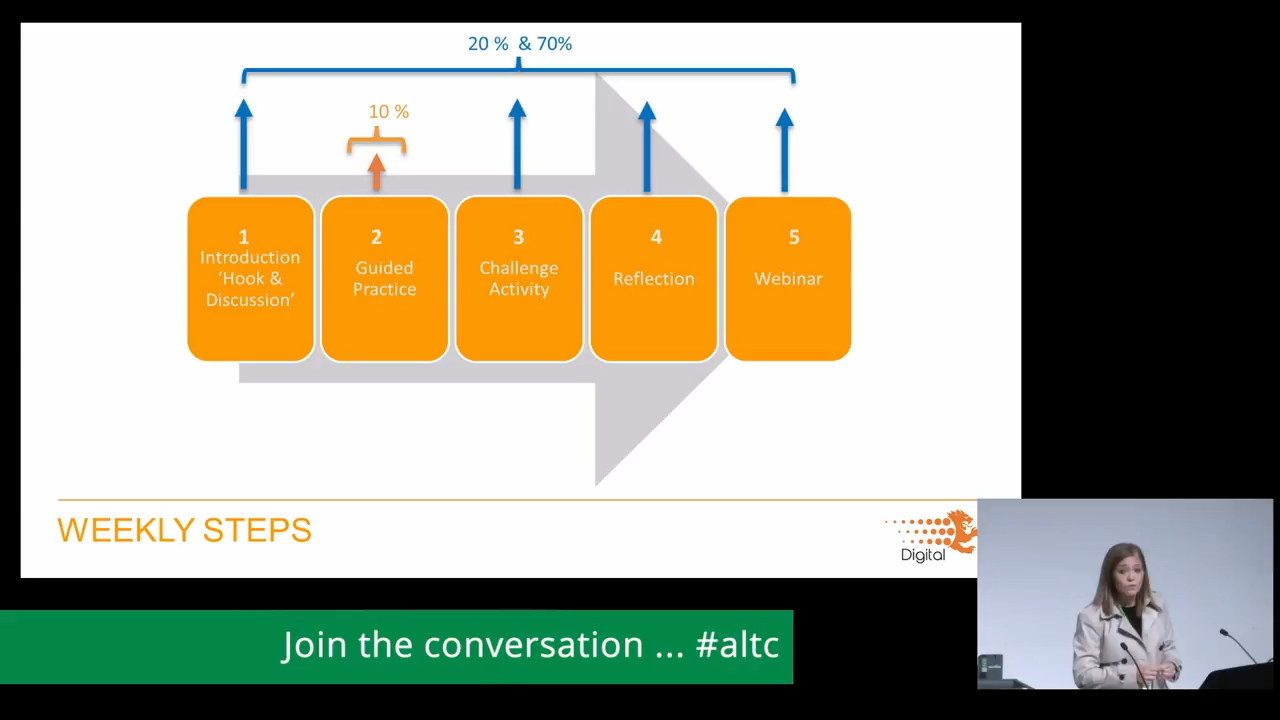 20 % & 70%
10 %
1
Introduction
‘Hook &
Discussion’
2
Guided
Practice
3
Challenge
Activity
4
Reflection
5
Webinar
WEEKLY STEPS
Digital
Join the conversation ... #altc